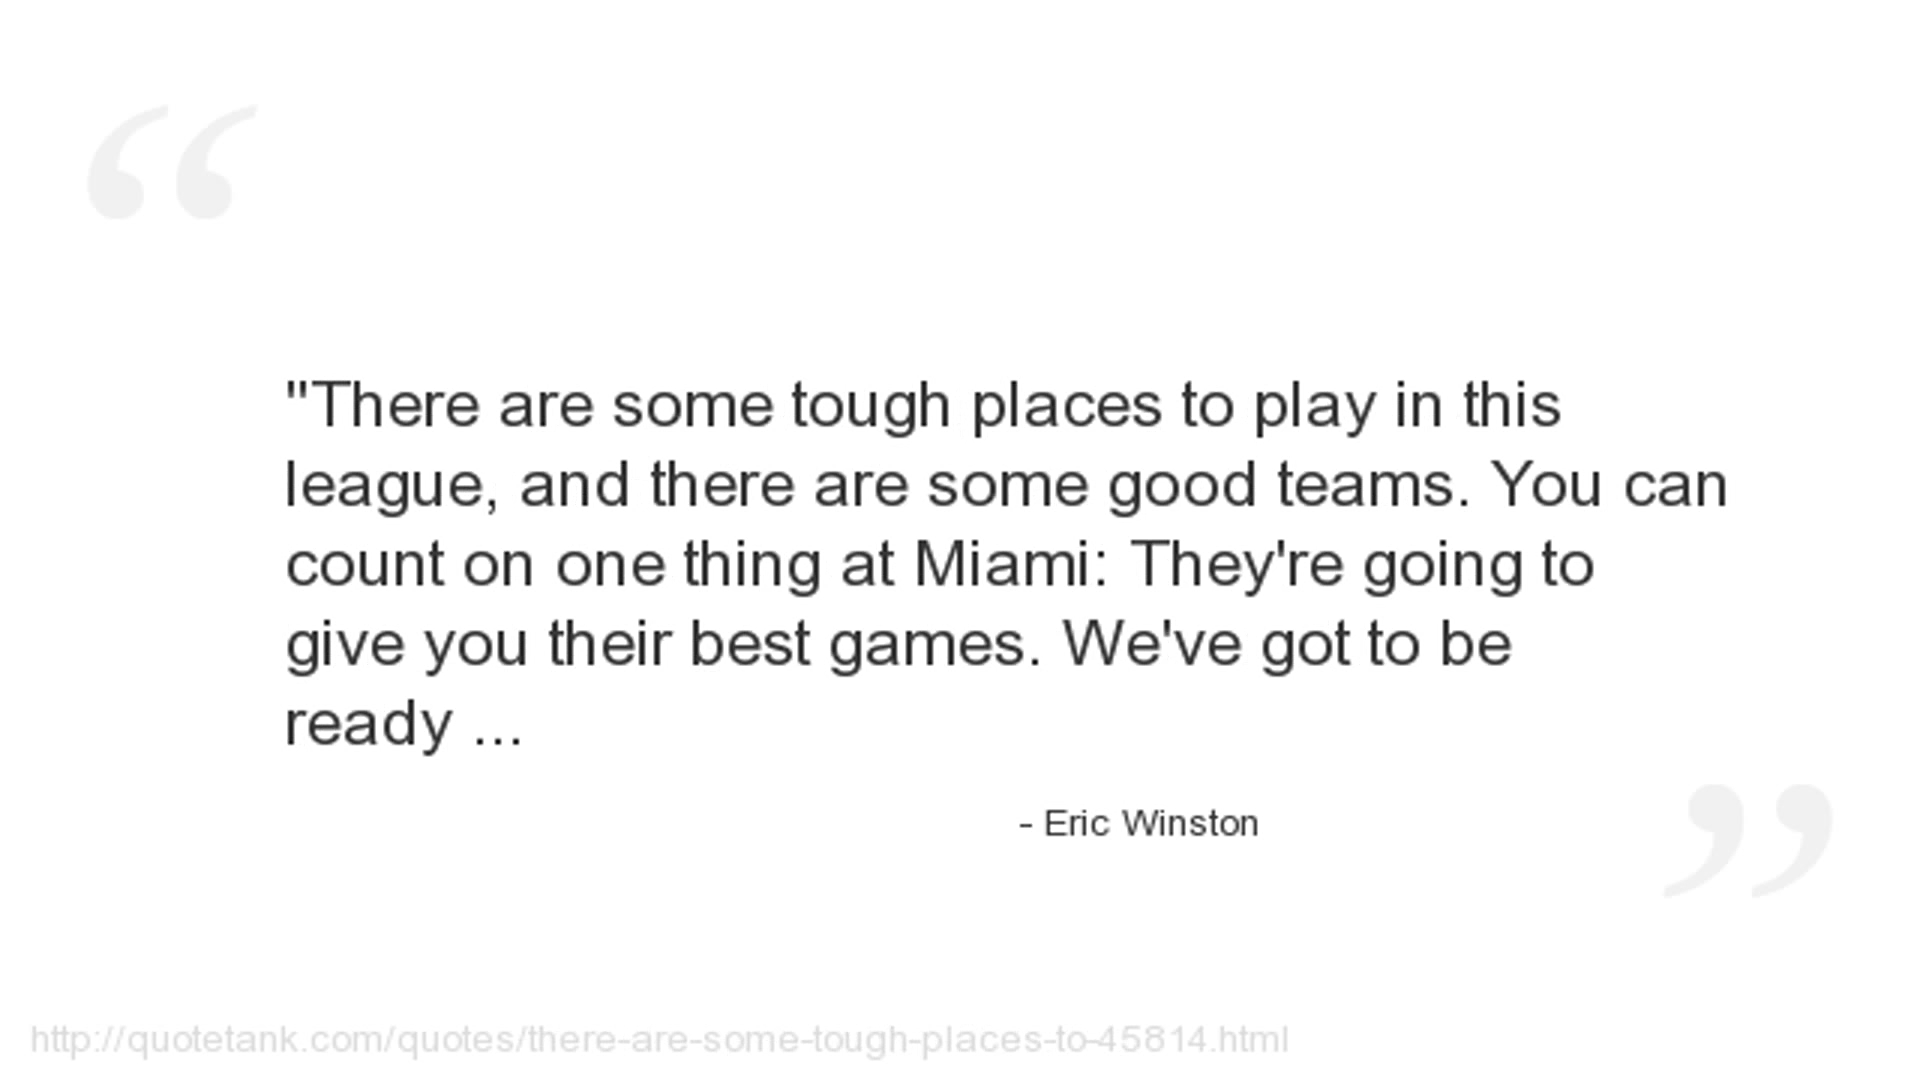 "There are some tough places to play in this
league, and there are some good teams. You can
count on one thing at Miami: They're going to
give you their best games. We've got to be
ready ...
- Eric Winston
http://quotetank.com/quotes/there-are-some-tough-places-to-45814.html